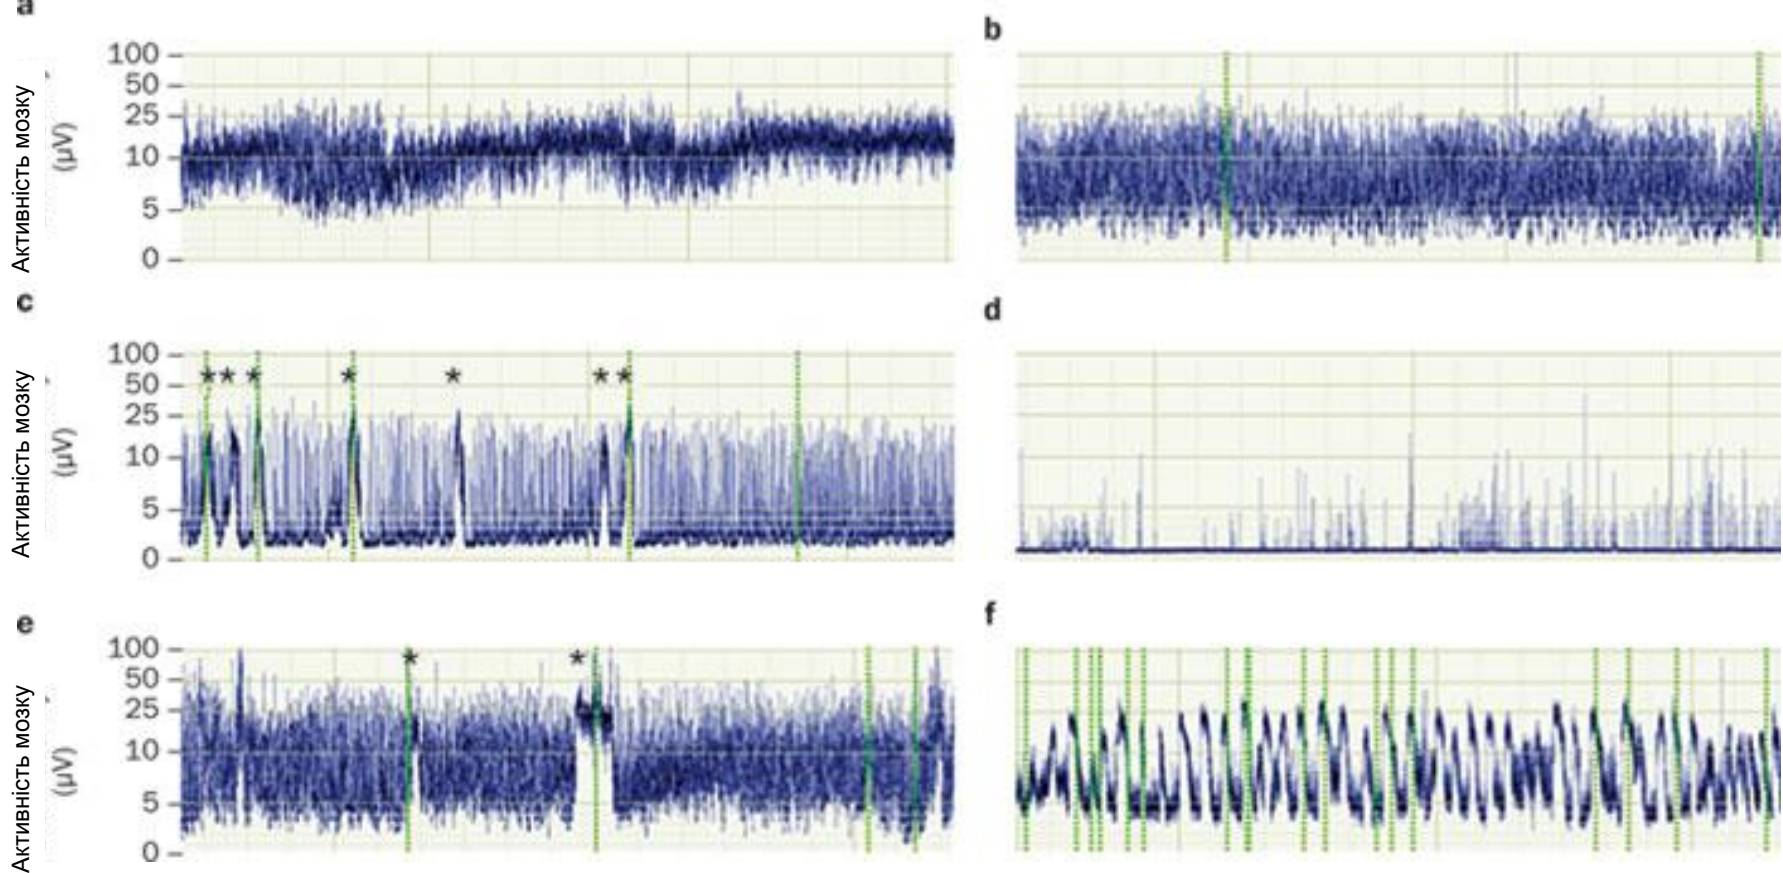 a
b
Активність мозку
(μV)
100
50
25
10
5
0
c
d
Активність мозку
(μV)
100
50
25
10
5
0
* * * * * * *
e
f
Активність мозку
(μV)
100
50
25
10
5
0
* *